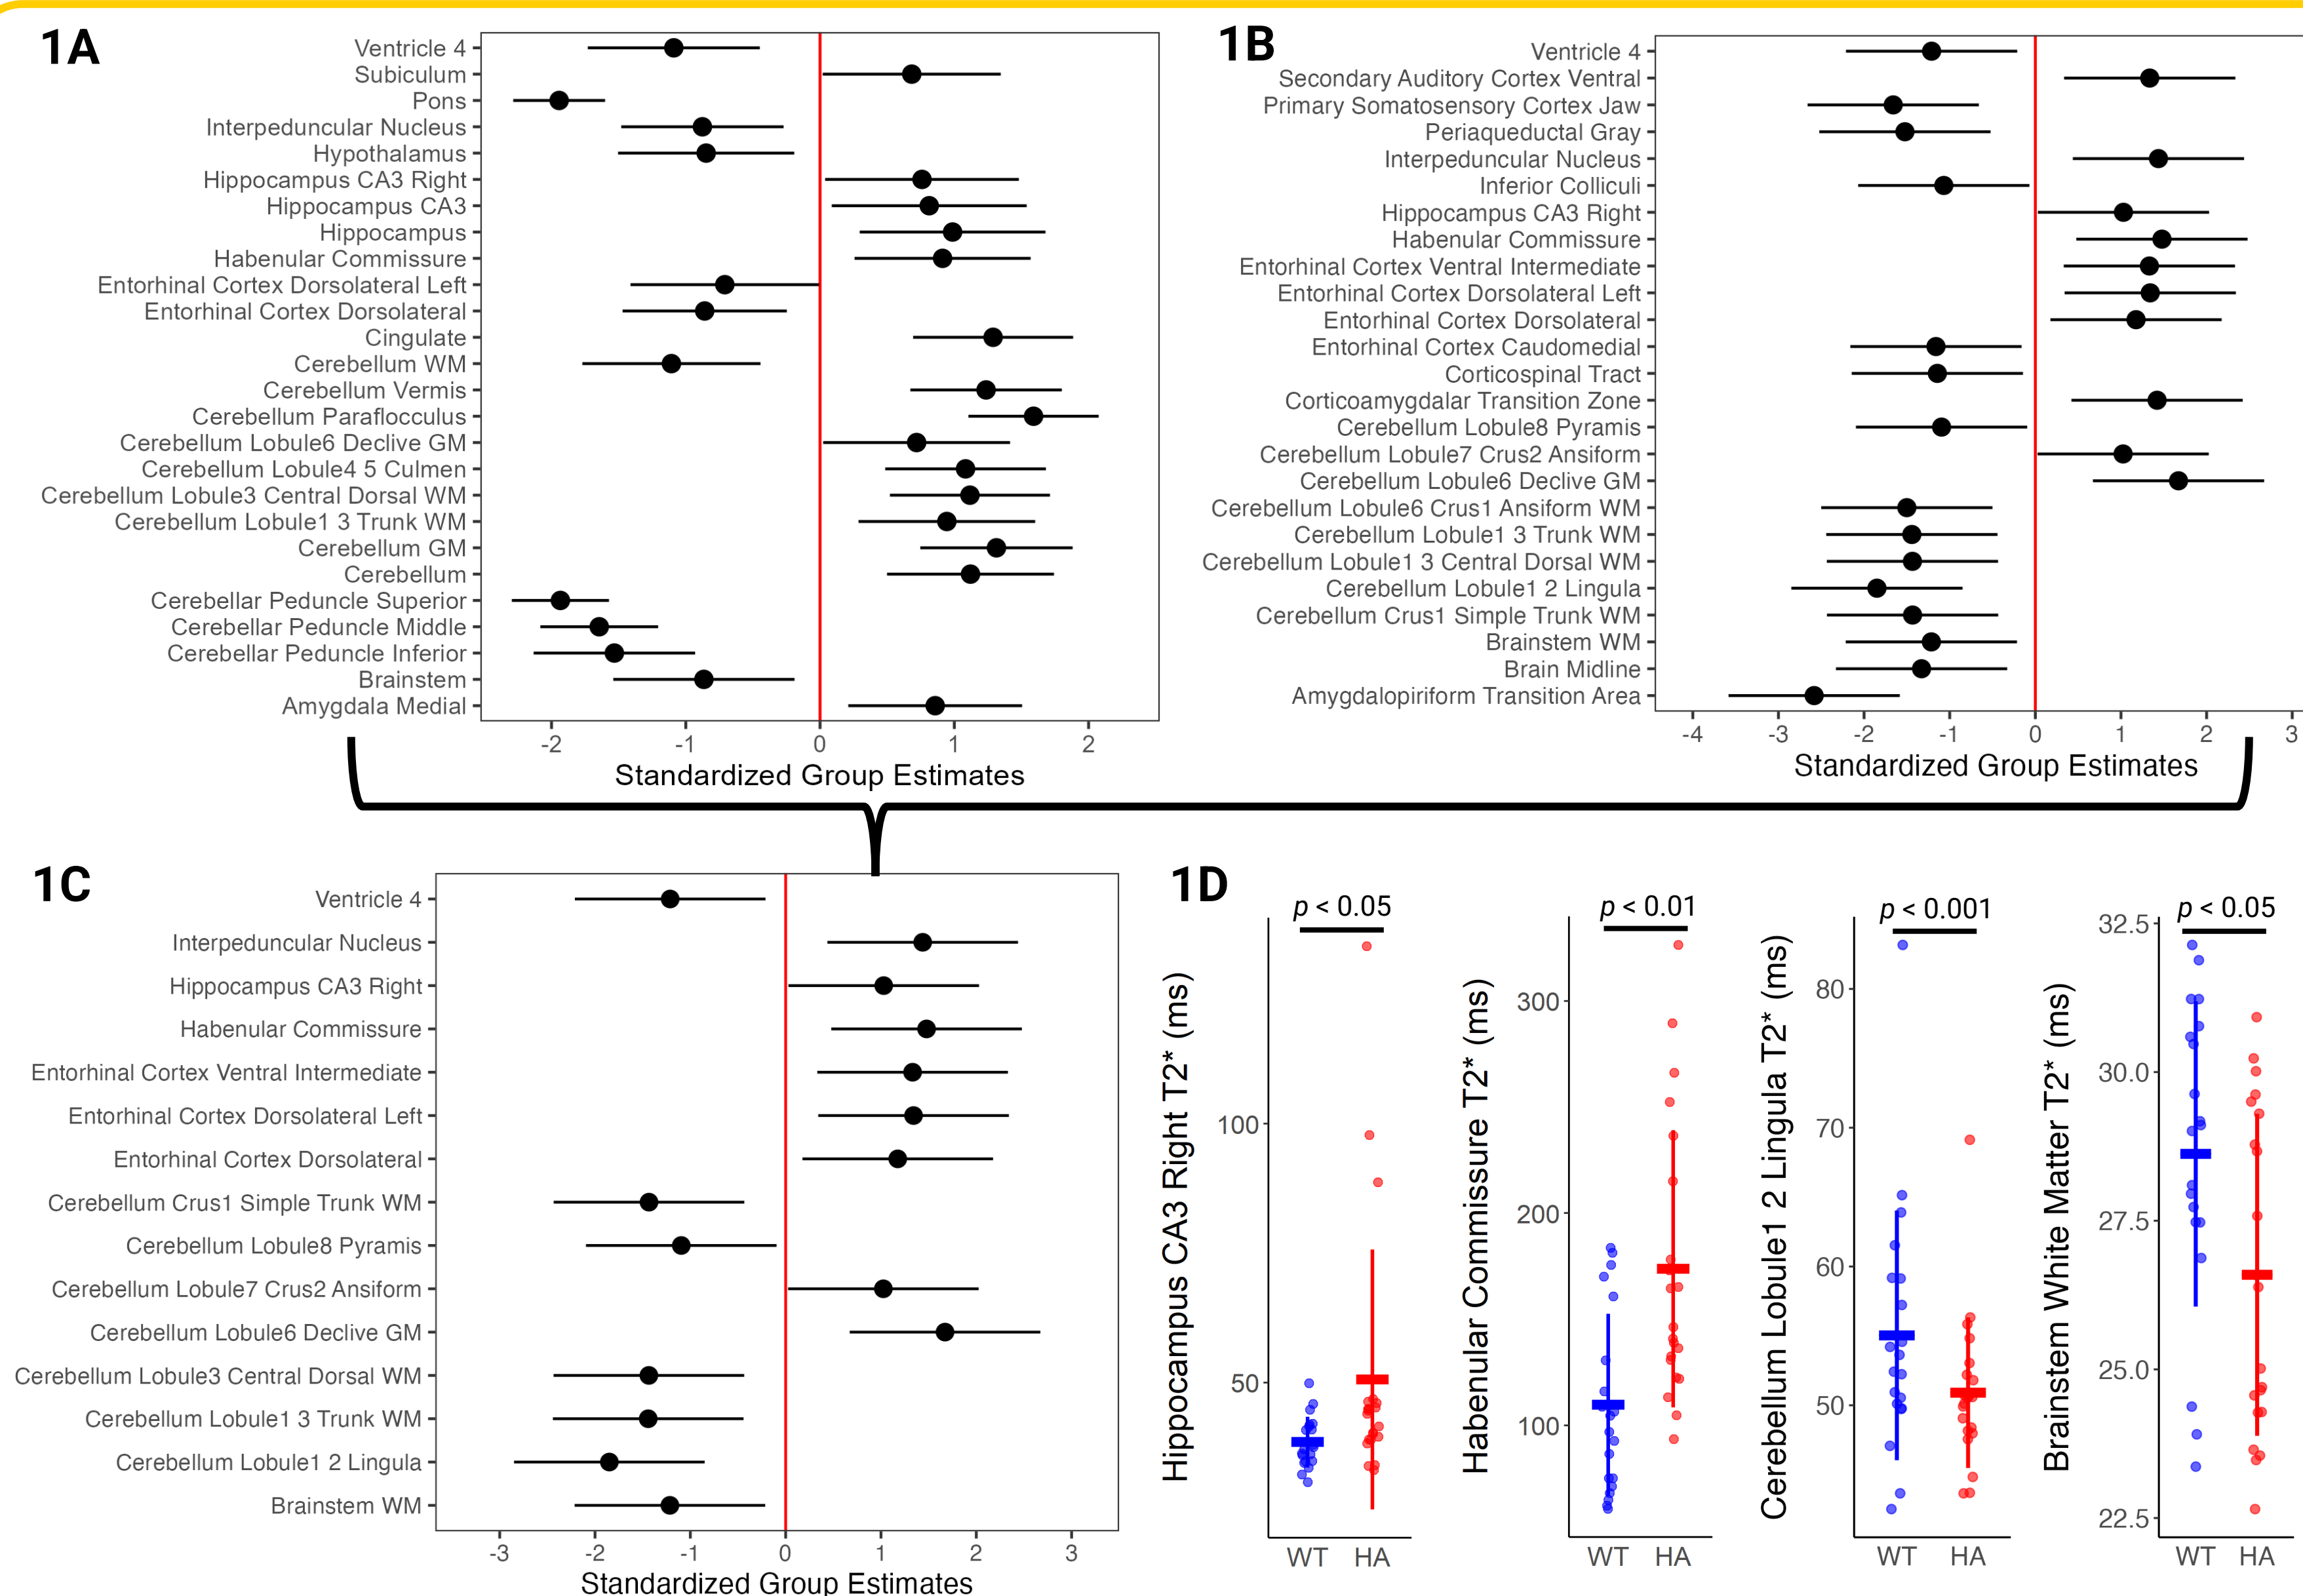 1A
Ventricle 4
Subiculum
Pons
Interpeduncular Nucleus
Hypothalamus
Hippocampus CA3 Right
Hippocampus CA3
Hippocampus
Habenular Commissure
Entorhinal Cortex Dorsolateral Left
Entorhinal Cortex Dorsolateral
Cingulate
Cerebellum WM
Cerebellum Vermis
Cerebellum Paraflocculus
Cerebellum Lobule6 Declive GM
Cerebellum Lobule4 5 Culmen
Cerebellum Lobule3 Central Dorsal WM
Cerebellum Lobule1 3 Trunk WM
Cerebellum GM
Cerebellum
Cerebellar Peduncle Superior
Cerebellar Peduncle Middle
Cerebellar Peduncle Inferior
Brainstem
Amygdala Medial
-2 -1 0 1 2
Standardized Group Estimates
1B
Ventricle 4
Secondary Auditory Cortex Ventral
Primary Somatosensory Cortex Jaw
Periaqueductal Gray
Interpeduncular Nucleus
Inferior Colliculi
Hippocampus CA3 Right
Habenular Commissure
Entorhinal Cortex Ventral Intermediate
Entorhinal Cortex Dorsolateral Left
Entorhinal Cortex Dorsolateral
Entorhinal Cortex Caudomedial
Corticospinal Tract
Corticoamygdalar Transition Zone
Cerebellum Lobule8 Pyramis
Cerebellum Lobule7 Crus2 Ansiform
Cerebellum Lobule6 Declive GM
Cerebellum Lobule6 Crus1 Ansiform WM
Cerebellum Lobule1 3 Trunk WM
Cerebellum Lobule1 3 Central Dorsal WM
Cerebellum Lobule1 2 Lingula
Cerebellum Crus1 Simple Trunk WM
Brainstem WM
Brain Midline
Amygdalopiriform Transition Area
-4 -3 -2 -1 0 1 2 3
Standardized Group Estimates
1C
Ventricle 4
Interpeduncular Nucleus
Hippocampus CA3 Right
Habenular Commissure
Entorhinal Cortex Ventral Intermediate
Entorhinal Cortex Dorsolateral Left
Entorhinal Cortex Dorsolateral
Cerebellum Crus1 Simple Trunk WM
Cerebellum Lobule8 Pyramis
Cerebellum Lobule7 Crus2 Ansiform
Cerebellum Lobule6 Declive GM
Cerebellum Lobule3 Central Dorsal WM
Cerebellum Lobule1 3 Trunk WM
Cerebellum Lobule1 2 Lingula
Brainstem WM
-3 -2 -1 0 1 2 3
Standardized Group Estimates
1D
p < 0.05
Hippocampus CA3 Right T2* (ms)
100
50
WT HA
p < 0.01
Habenular Commissure T2* (ms)
300
200
100
WT HA
p < 0.001
Cerebellum Lobule1 2 Lingula T2* (ms)
80
70
60
50
WT HA
p < 0.05
Brainstem White Matter T2* (ms)
32.5
30.0
27.5
25.0
22.5
WT HA